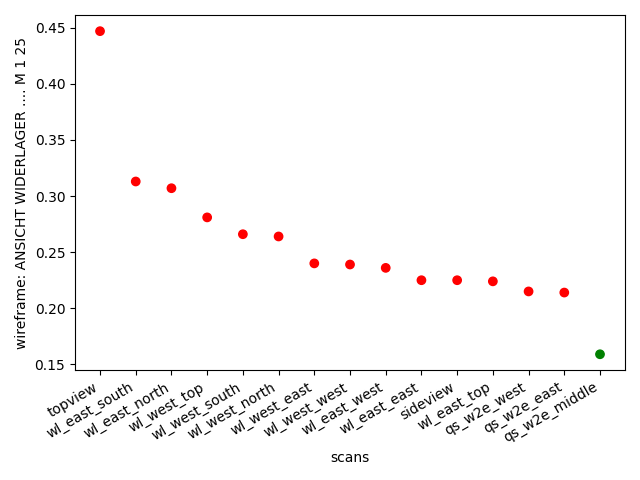 wireframe: ANSICHT WIDERLAGER .... M 1 25
0.45
0.40
0.35
0.30
0.25
0.20
0.15
topview
wl_east_south
wl_east_north
wl_west_top
wl_west_south
wl_west_north
wl_west_east
wl_west_west
wl_east_west
wl_east_east
sideview
wl_east_top
qs_w2e_west
qs_w2e_east
qs_w2e_middle
scans